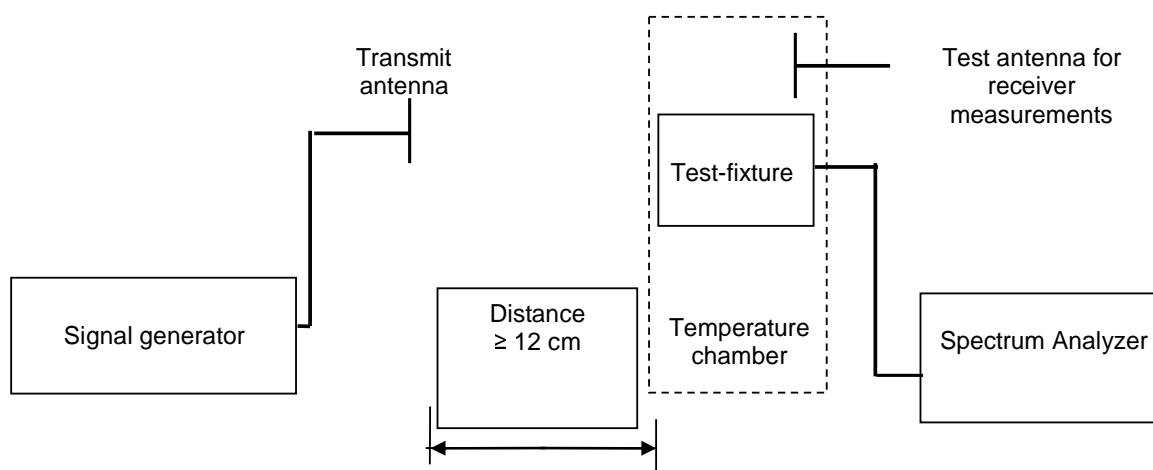 Transmit
antenna
Test antenna for
receiver
measurements
Test-fixture
Signal generator
Distance
≥ 12 cm
Temperature
chamber
Spectrum Analyzer